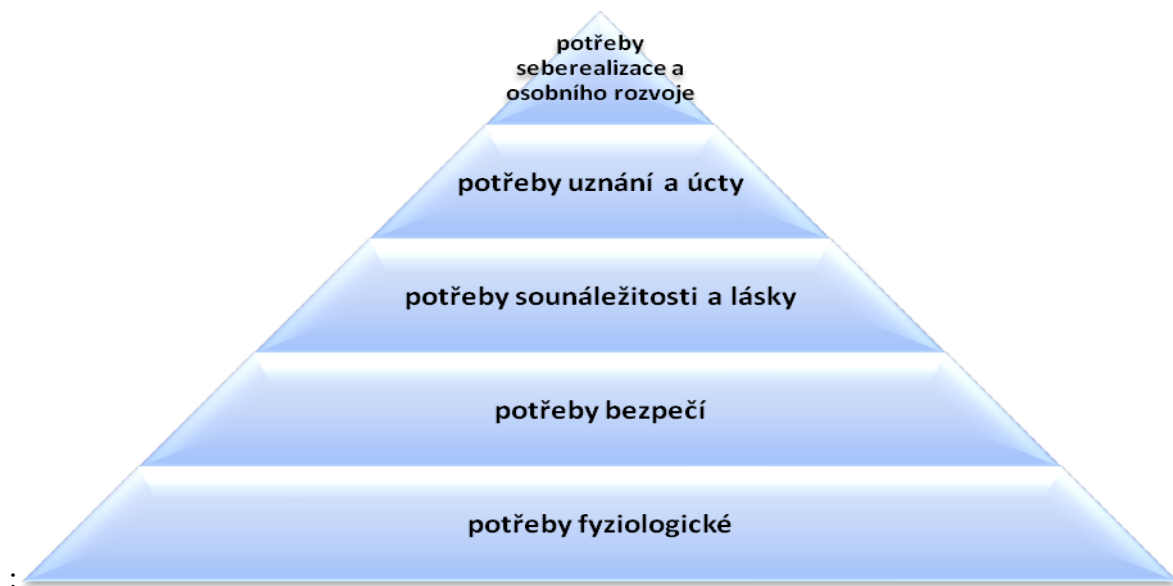 potřeby
seberealizace a
osobního rozvoje
potřeby uznání a úcty
potřeby sounáležitosti a lásky
potřeby bezpečí
potřeby fyziologické
: